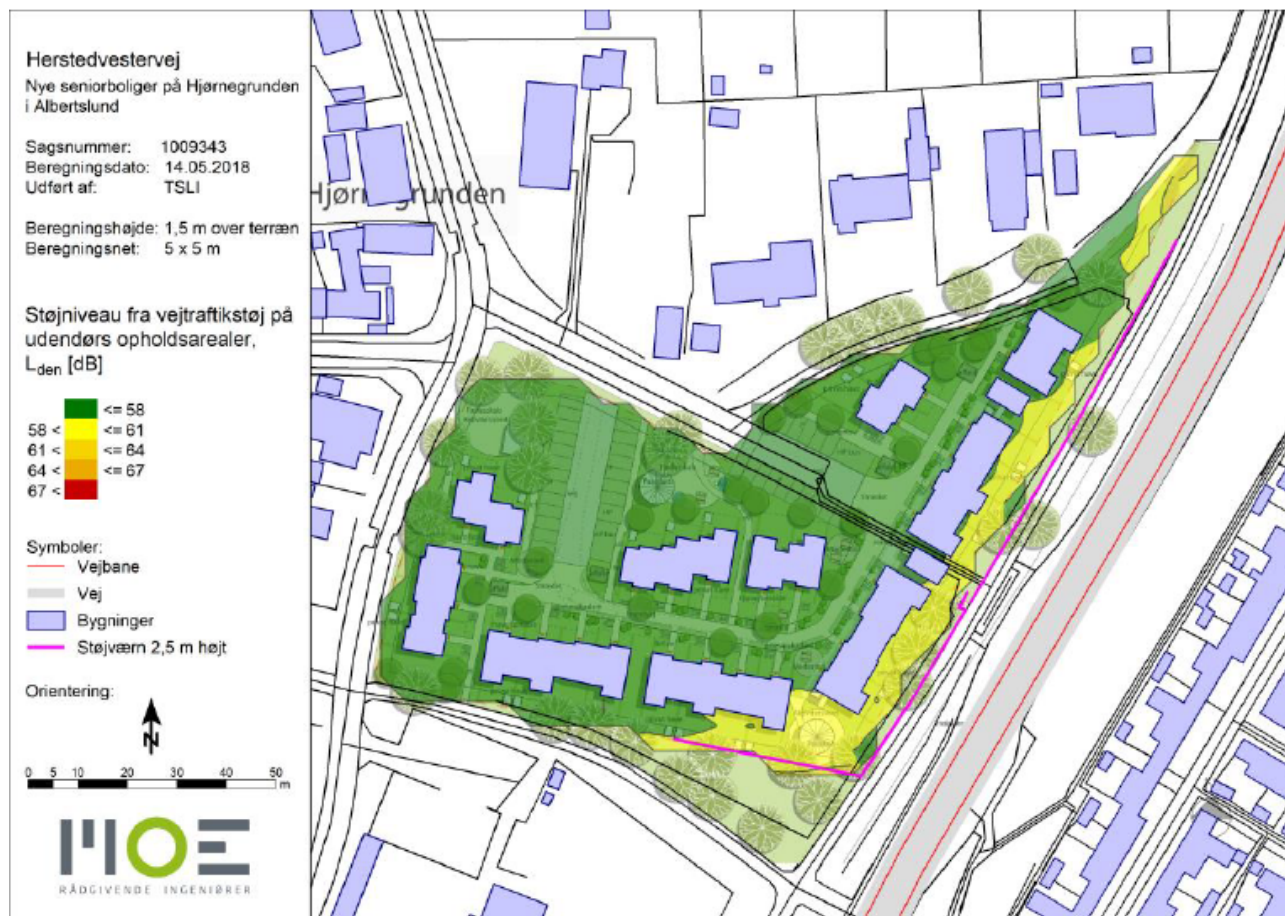 Herstedvestervej
Nye seniorboliger på Hjørnegrunden
i Albertslund
Sagsnummer: 1009343
Beregningsdato: 14.05.2018
Udført af: TSLI
Beregningshøjde: 1,5 m over terræn
Beregningsnet: 5 x 5 m
Støjniveau fra vejtrafikstøj på
udendørs opholdsarealer,
Lden [dB]
<= 58
58 < <= 61
61 < <= 64
64 < <= 67
67 <
Symboler:
Vejbane
Vej
Bygninger
Støjværn 2,5 m højt
Orientering:
N
0 5 10 20 30 40 50
m
MOE
RÅDGIVENDE INGENIØRER